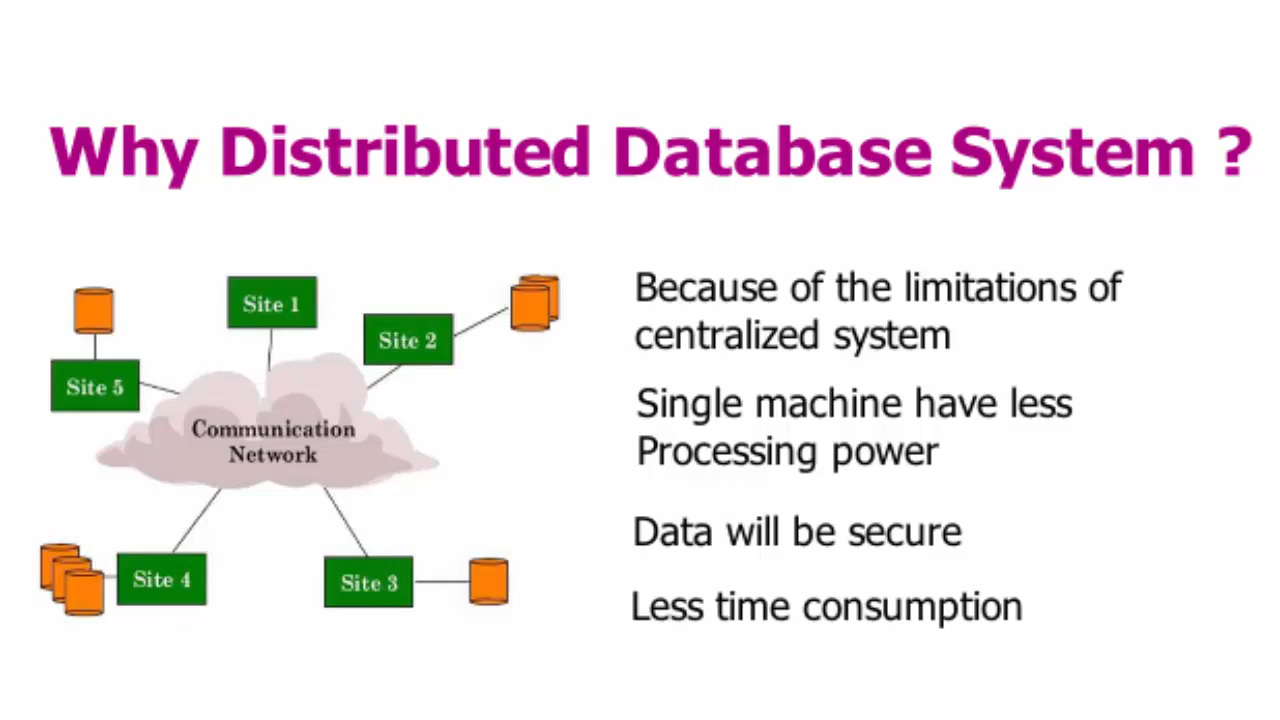 Why Distributed Database System ?
Site 1
Site 2
Site 5
Communication
Network
Site 4
Site 3
Because of the limitations of
centralized system
Single machine have less
Processing power
Data will be secure
Less time consumption